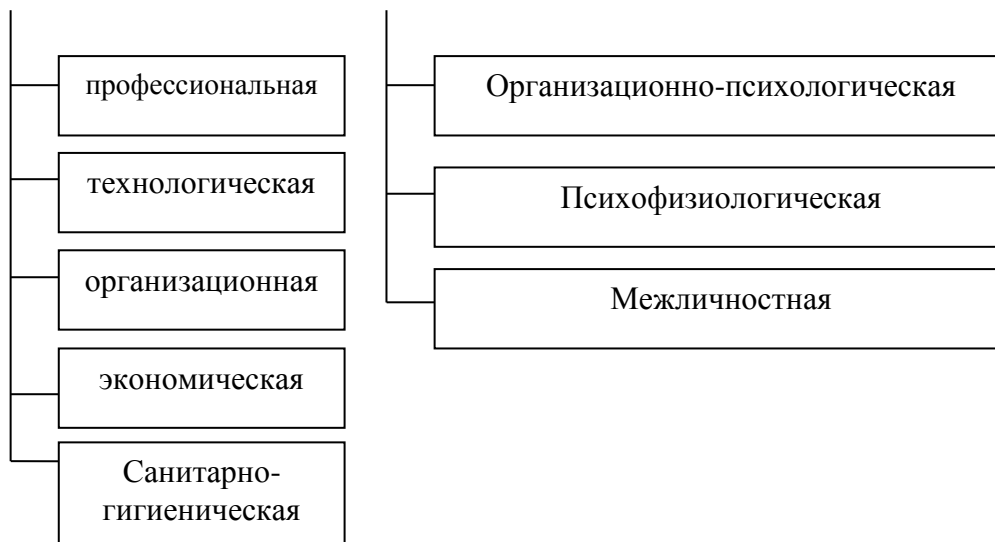 профессиональная
технологическая
организационная
экономическая
Санитарно-
гигиеническая
Организационно-психологическая
Психофизиологическая
Межличностная